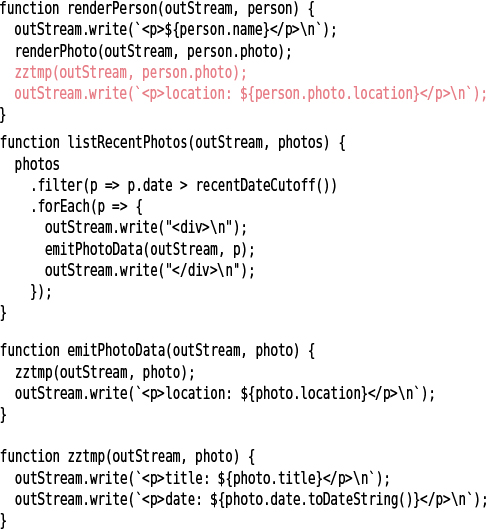 function renderPerson(outStream, person) {
  outStream.write(`<p>${person.name}</p>\n`);
  renderPhoto(outStream, person.photo);
  zztmp(outStream, person.photo);
  outStream.write(`<p>location: ${person.photo.location}</p>\n`);
}
function listRecentPhotos(outStream, photos) {
  photos
    .filter(p => p.date > recentDateCutoff())
    .forEach(p => {
      outStream.write("<div>\n");
      emitPhotoData(outStream, p);
      outStream.write("</div>\n");
    });
}
function emitPhotoData(outStream, photo) {
  zztmp(outStream, photo);
  outStream.write(`<p>location: ${photo.location}</p>\n`);
}
function zztmp(outStream, photo) {
  outStream.write(`<p>title: ${photo.title}</p>\n`);
  outStream.write(`<p>date: ${photo.date.toDateString()}</p>\n`);
}